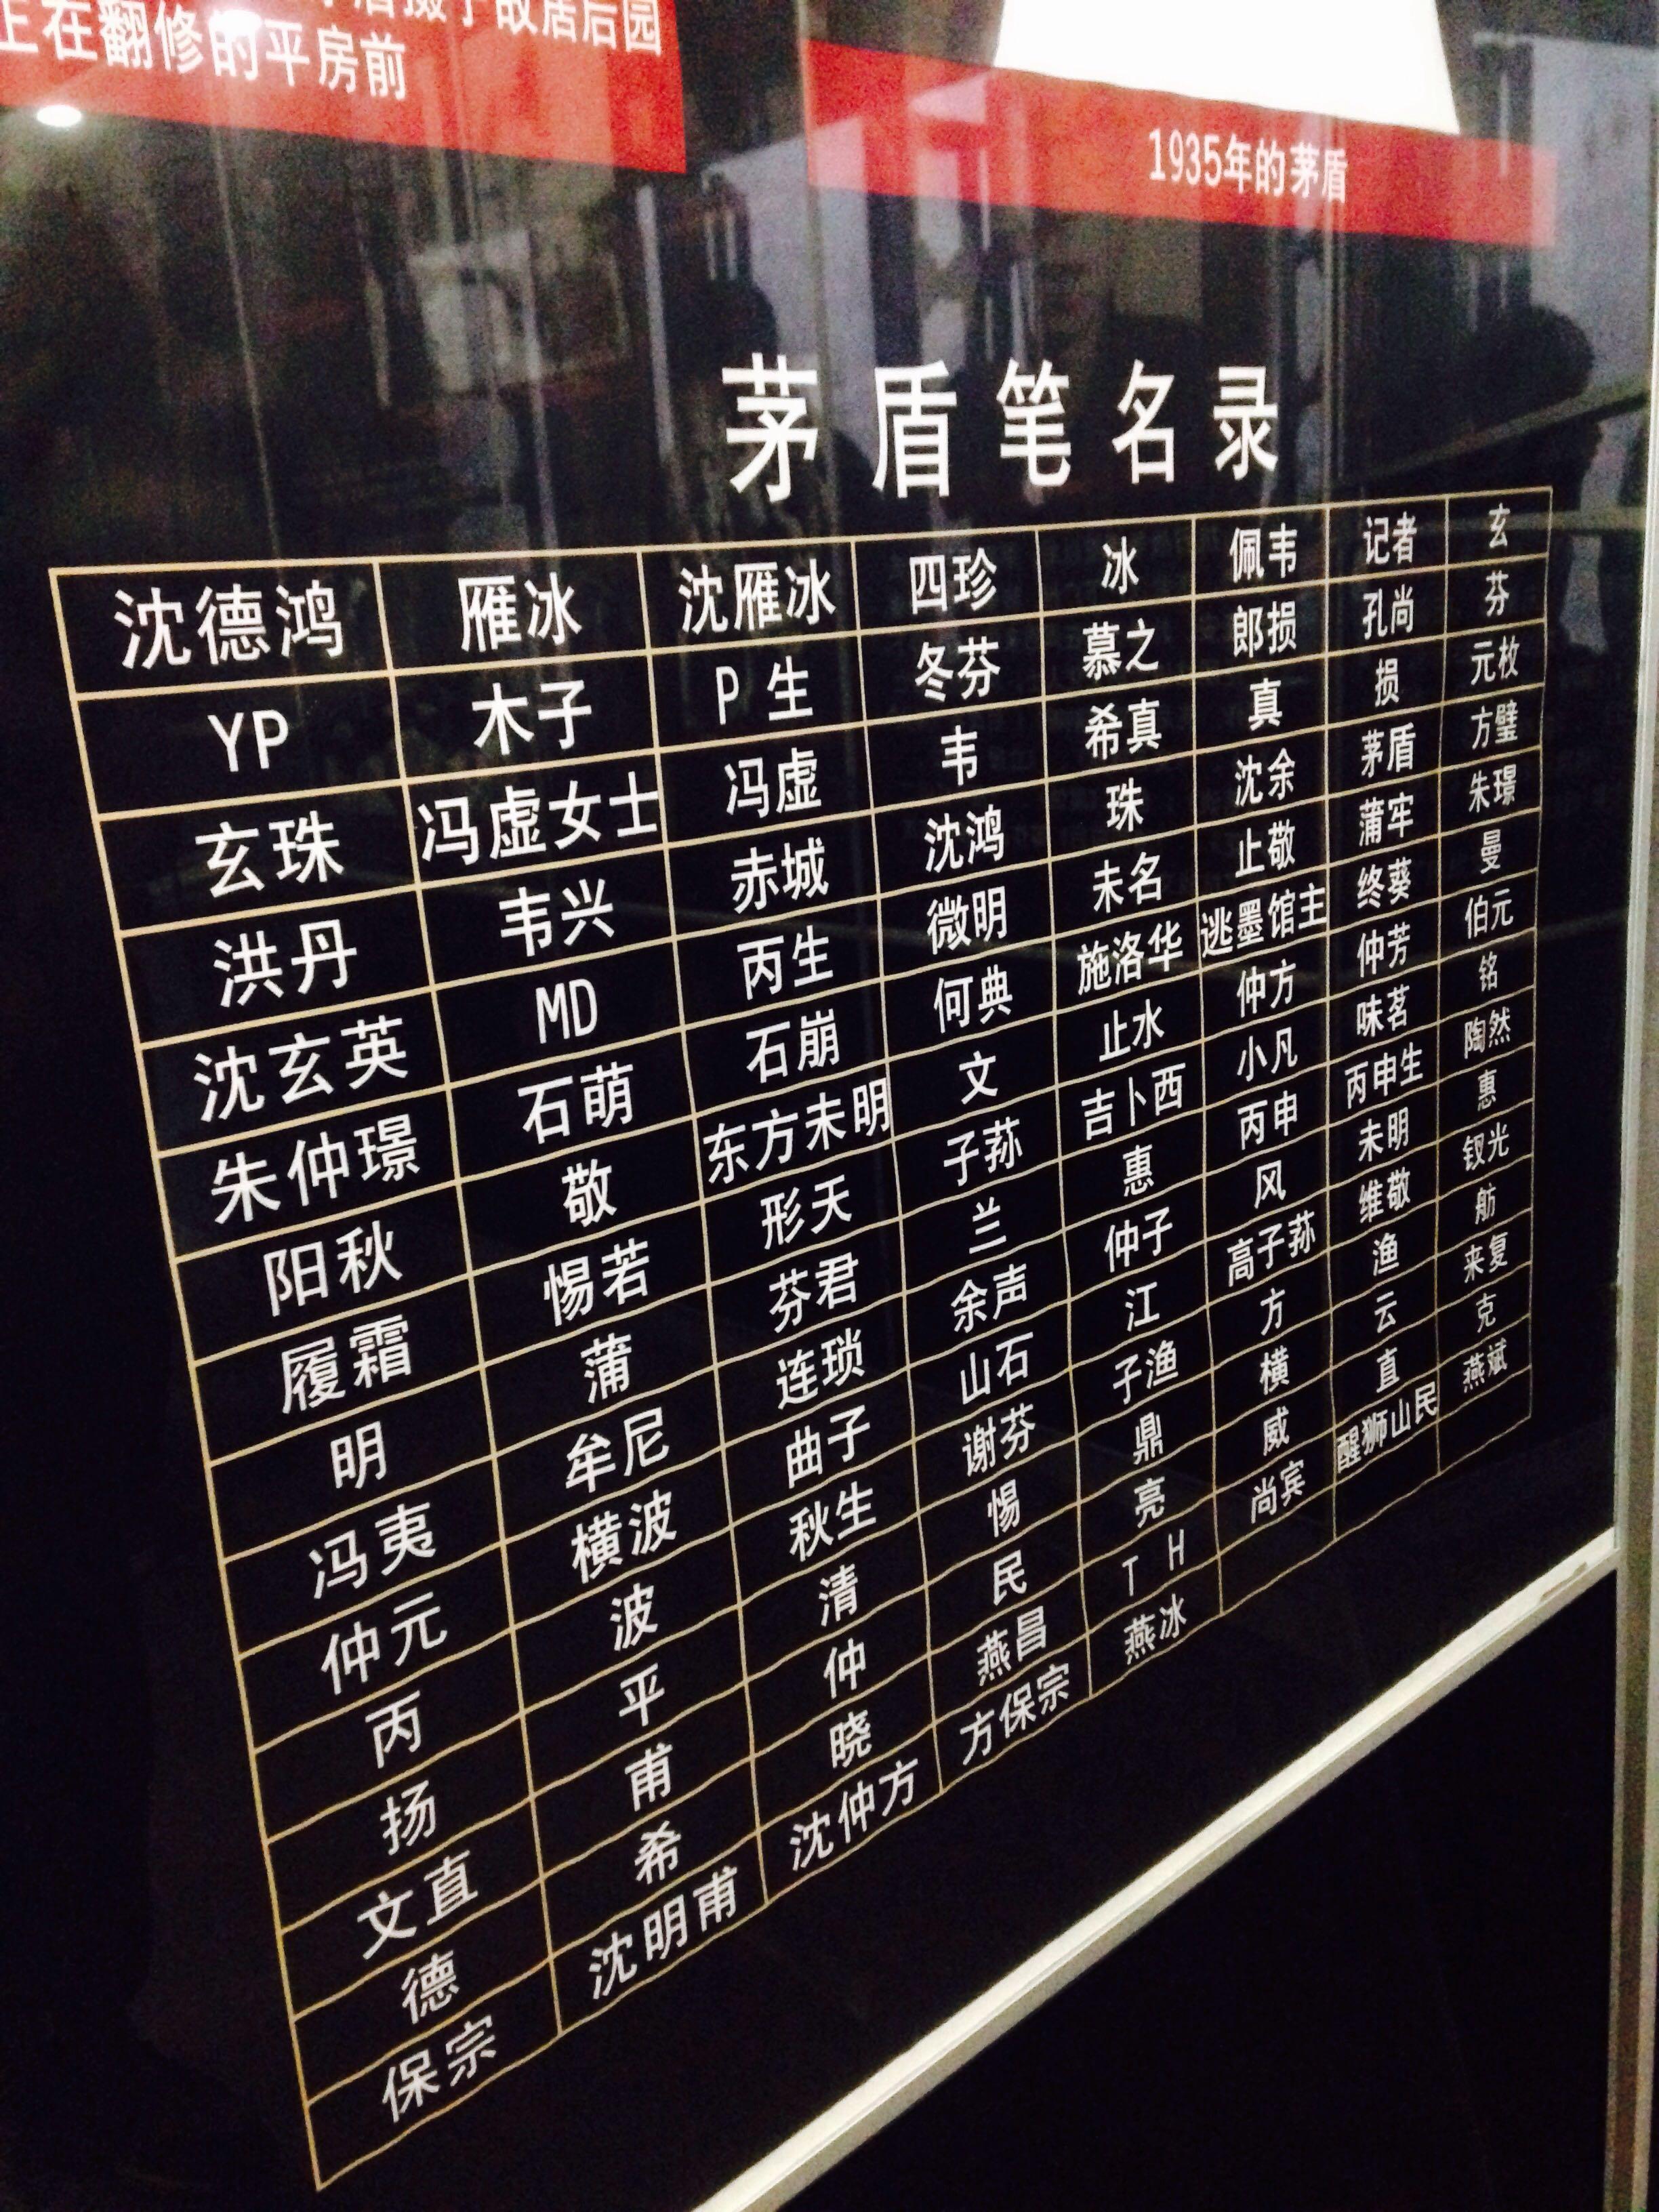 盾摄于故居后园
正在翻修的平房前
1935年的茅盾
茅盾笔名录
沈德鸿 雁冰 沈雁冰 四珍 冰 佩韦 记者 玄
YP 木子 P 生 冬芬 慕之 郎损 孔尚 芬
玄珠 冯虚女士 冯虚 韦 希真 真 损 元枚
洪丹 韦兴 赤城 沈鸿 珠 沈余 茅盾 方璧
沈玄英 MD 丙生 微明 未名 止敬 蒲牢 朱璟
朱仲璟 石萌 石崩 何典 施洛华 逃墨馆主 终葵 曼
阳秋 敬 东方未明 文 止水 仲方 仲芳 伯元
履霜 惕若 形天 子荪 吉卜西 小凡 味茗 铭
明 蒲 芬君 兰 惠 丙申 丙申生 陶然
冯夷 牟尼 连琐 余声 仲子 风 未明 惠
仲元 横波 曲子 山石 江 高子荪 维敬 钗光
丙 波 秋生 谢芬 子渔 方 渔 舫
扬 平 清 惕 鼎 横 云 来复
文直 甫 仲 民 亮 威 直 克
德 希 晓 燕昌 T H 尚宾 醒狮山民 燕斌
保宗 沈明甫 沈仲方 方保宗 燕冰